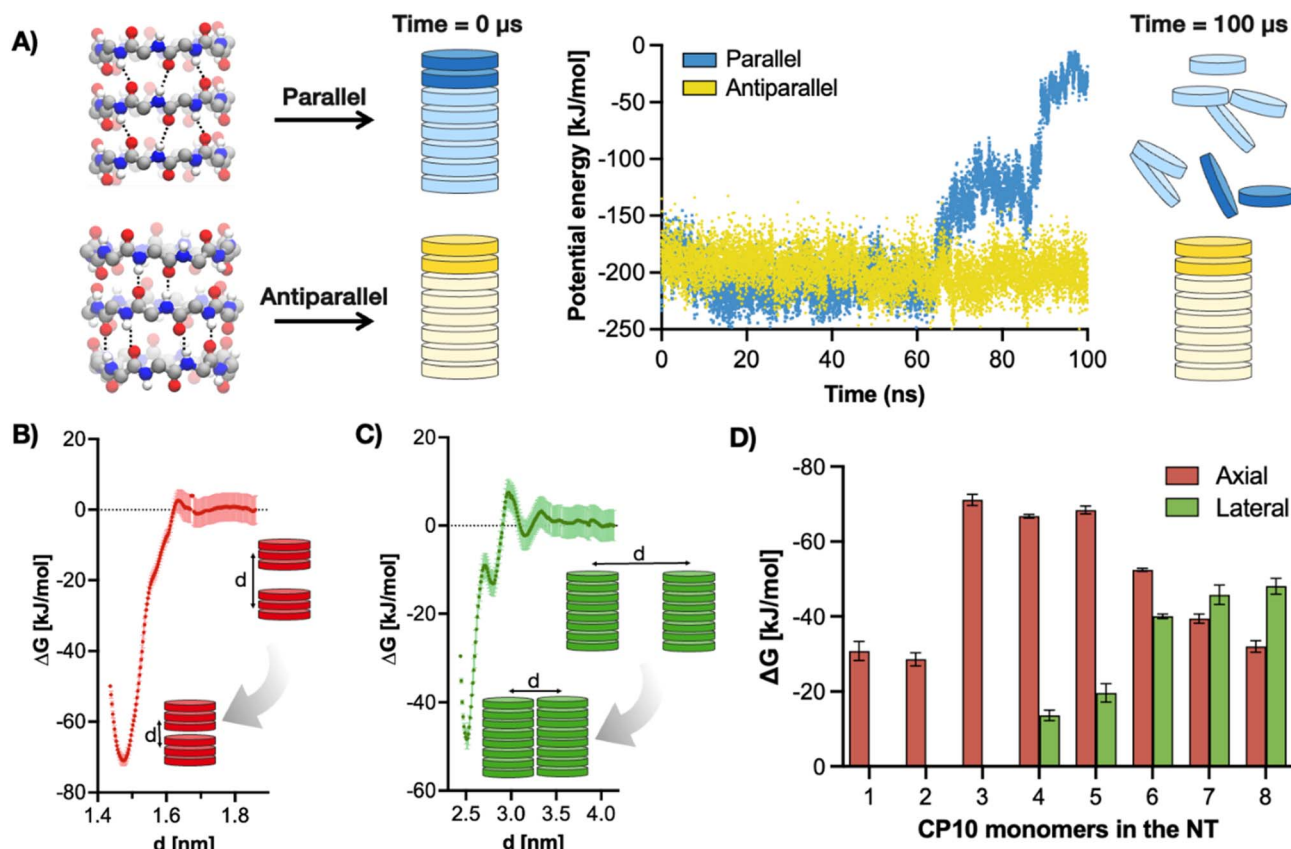 A)
Parallel
Antiparallel
Time = 0 µs
Potential energy [kJ/mol]
0
-50
-100
-150
-200
-250
Parallel
Antiparallel
0
20
40
60
80
100
Time (ns)
Time = 100 µs
B)
ΔG [kJ/mol]
20
0
-20
-40
-60
-80
d
d
1.4
1.6
1.8
d [nm]
C)
ΔG [kJ/mol]
20
0
-20
-40
-60
d
d
2.5
3.0
3.5
4.0
d [nm]
D)
ΔG [kJ/mol]
-80
-60
-40
-20
0
Axial
Lateral
1
2
3
4
5
6
7
8
CP10 monomers in the NT